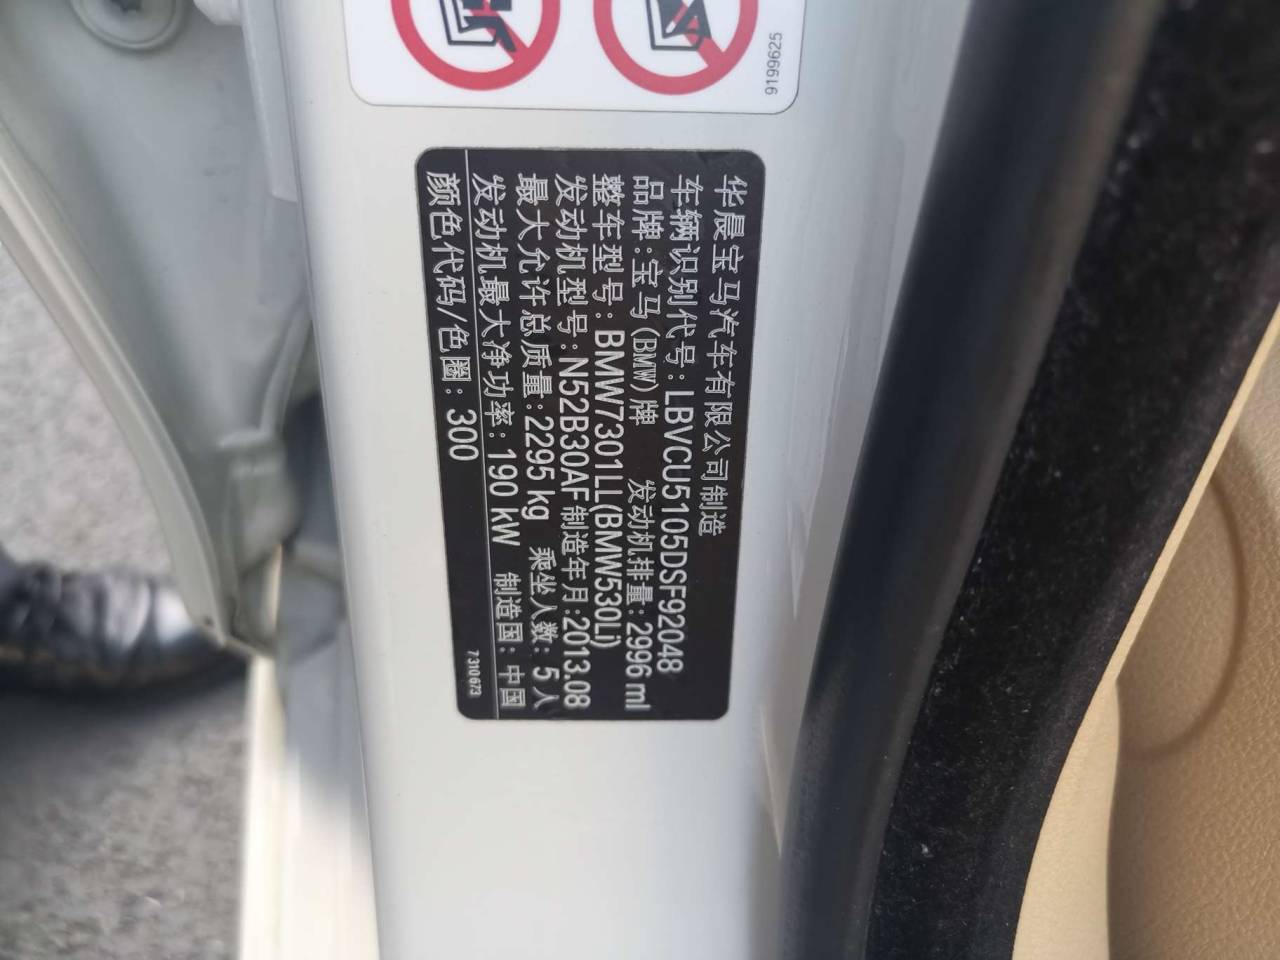 9199625
华晨宝马汽车有限公司制造
车辆识别代号: LBVCU5105DSF92048
品牌:宝马(BMW)牌 发动机排量: 2996 ml
整车型号: BMW7301LL(BMW530Li)
发动机型号: N52B30AF 制造年月:2013.08
最大允许总质量:2295 kg 乘坐人数: 5 人
发动机最大净功率: 190 kW 制造国: 中国
颜色代码/色圈: 300
7310673